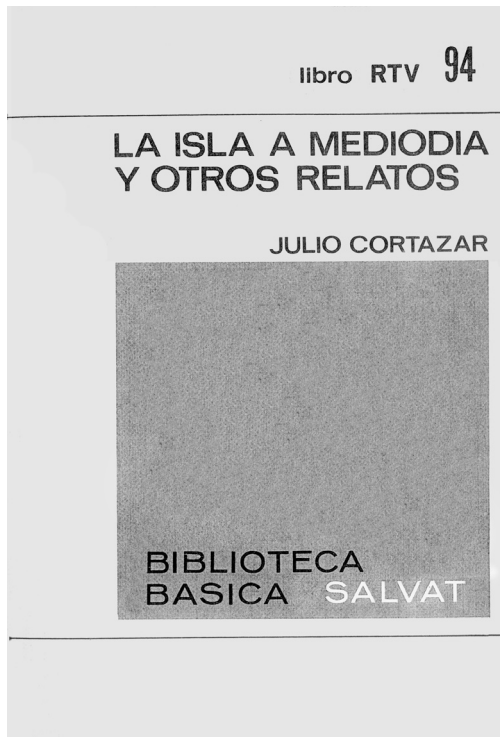 libro RTV 94
LA ISLA A MEDIODIA
Y OTROS RELATOS
JULIO CORTAZAR
BIBLIOTECA
BASICA SALVAT